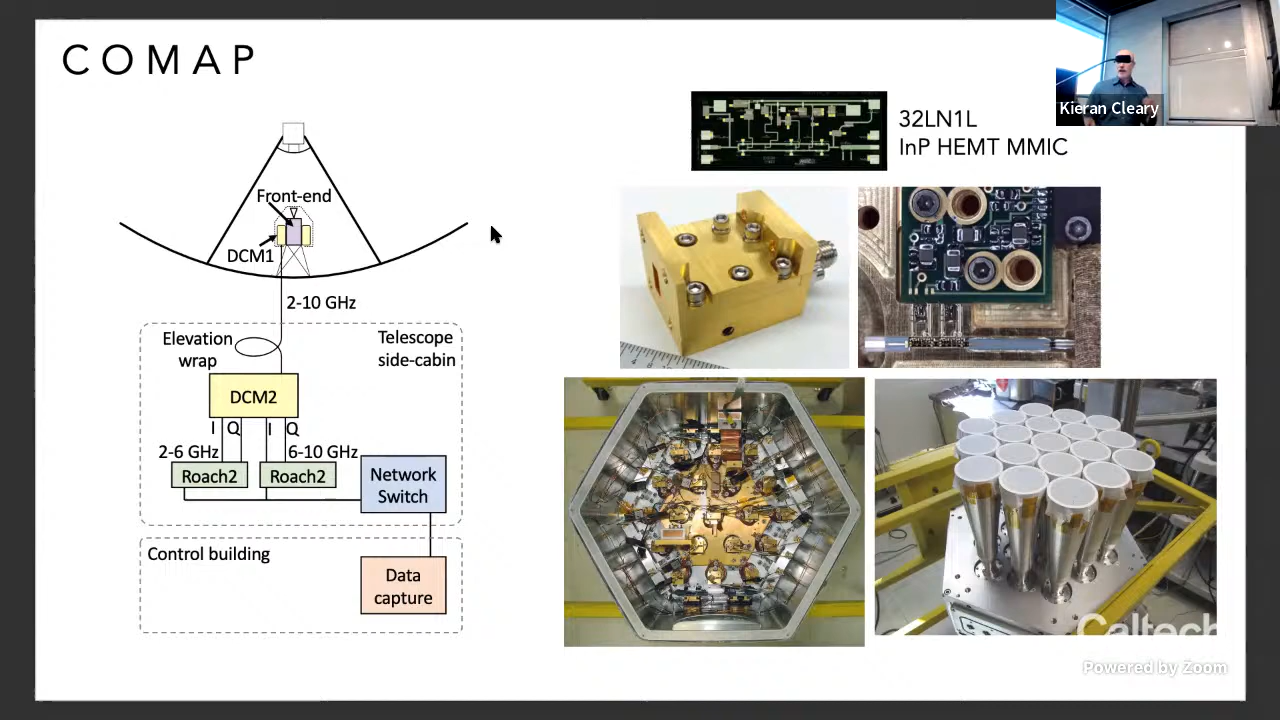 COMAP
Kieran Cleary
32LN1L
InP HEMT MMIC
Front-end
DCM1
2-10 GHz
Elevation
wrap
Telescope
side-cabin
DCM2
I Q I Q
2-6 GHz
6-10 GHz
Roach2
Roach2
Network
Switch
Control building
Data
capture
Caltech
Powered by Zoom